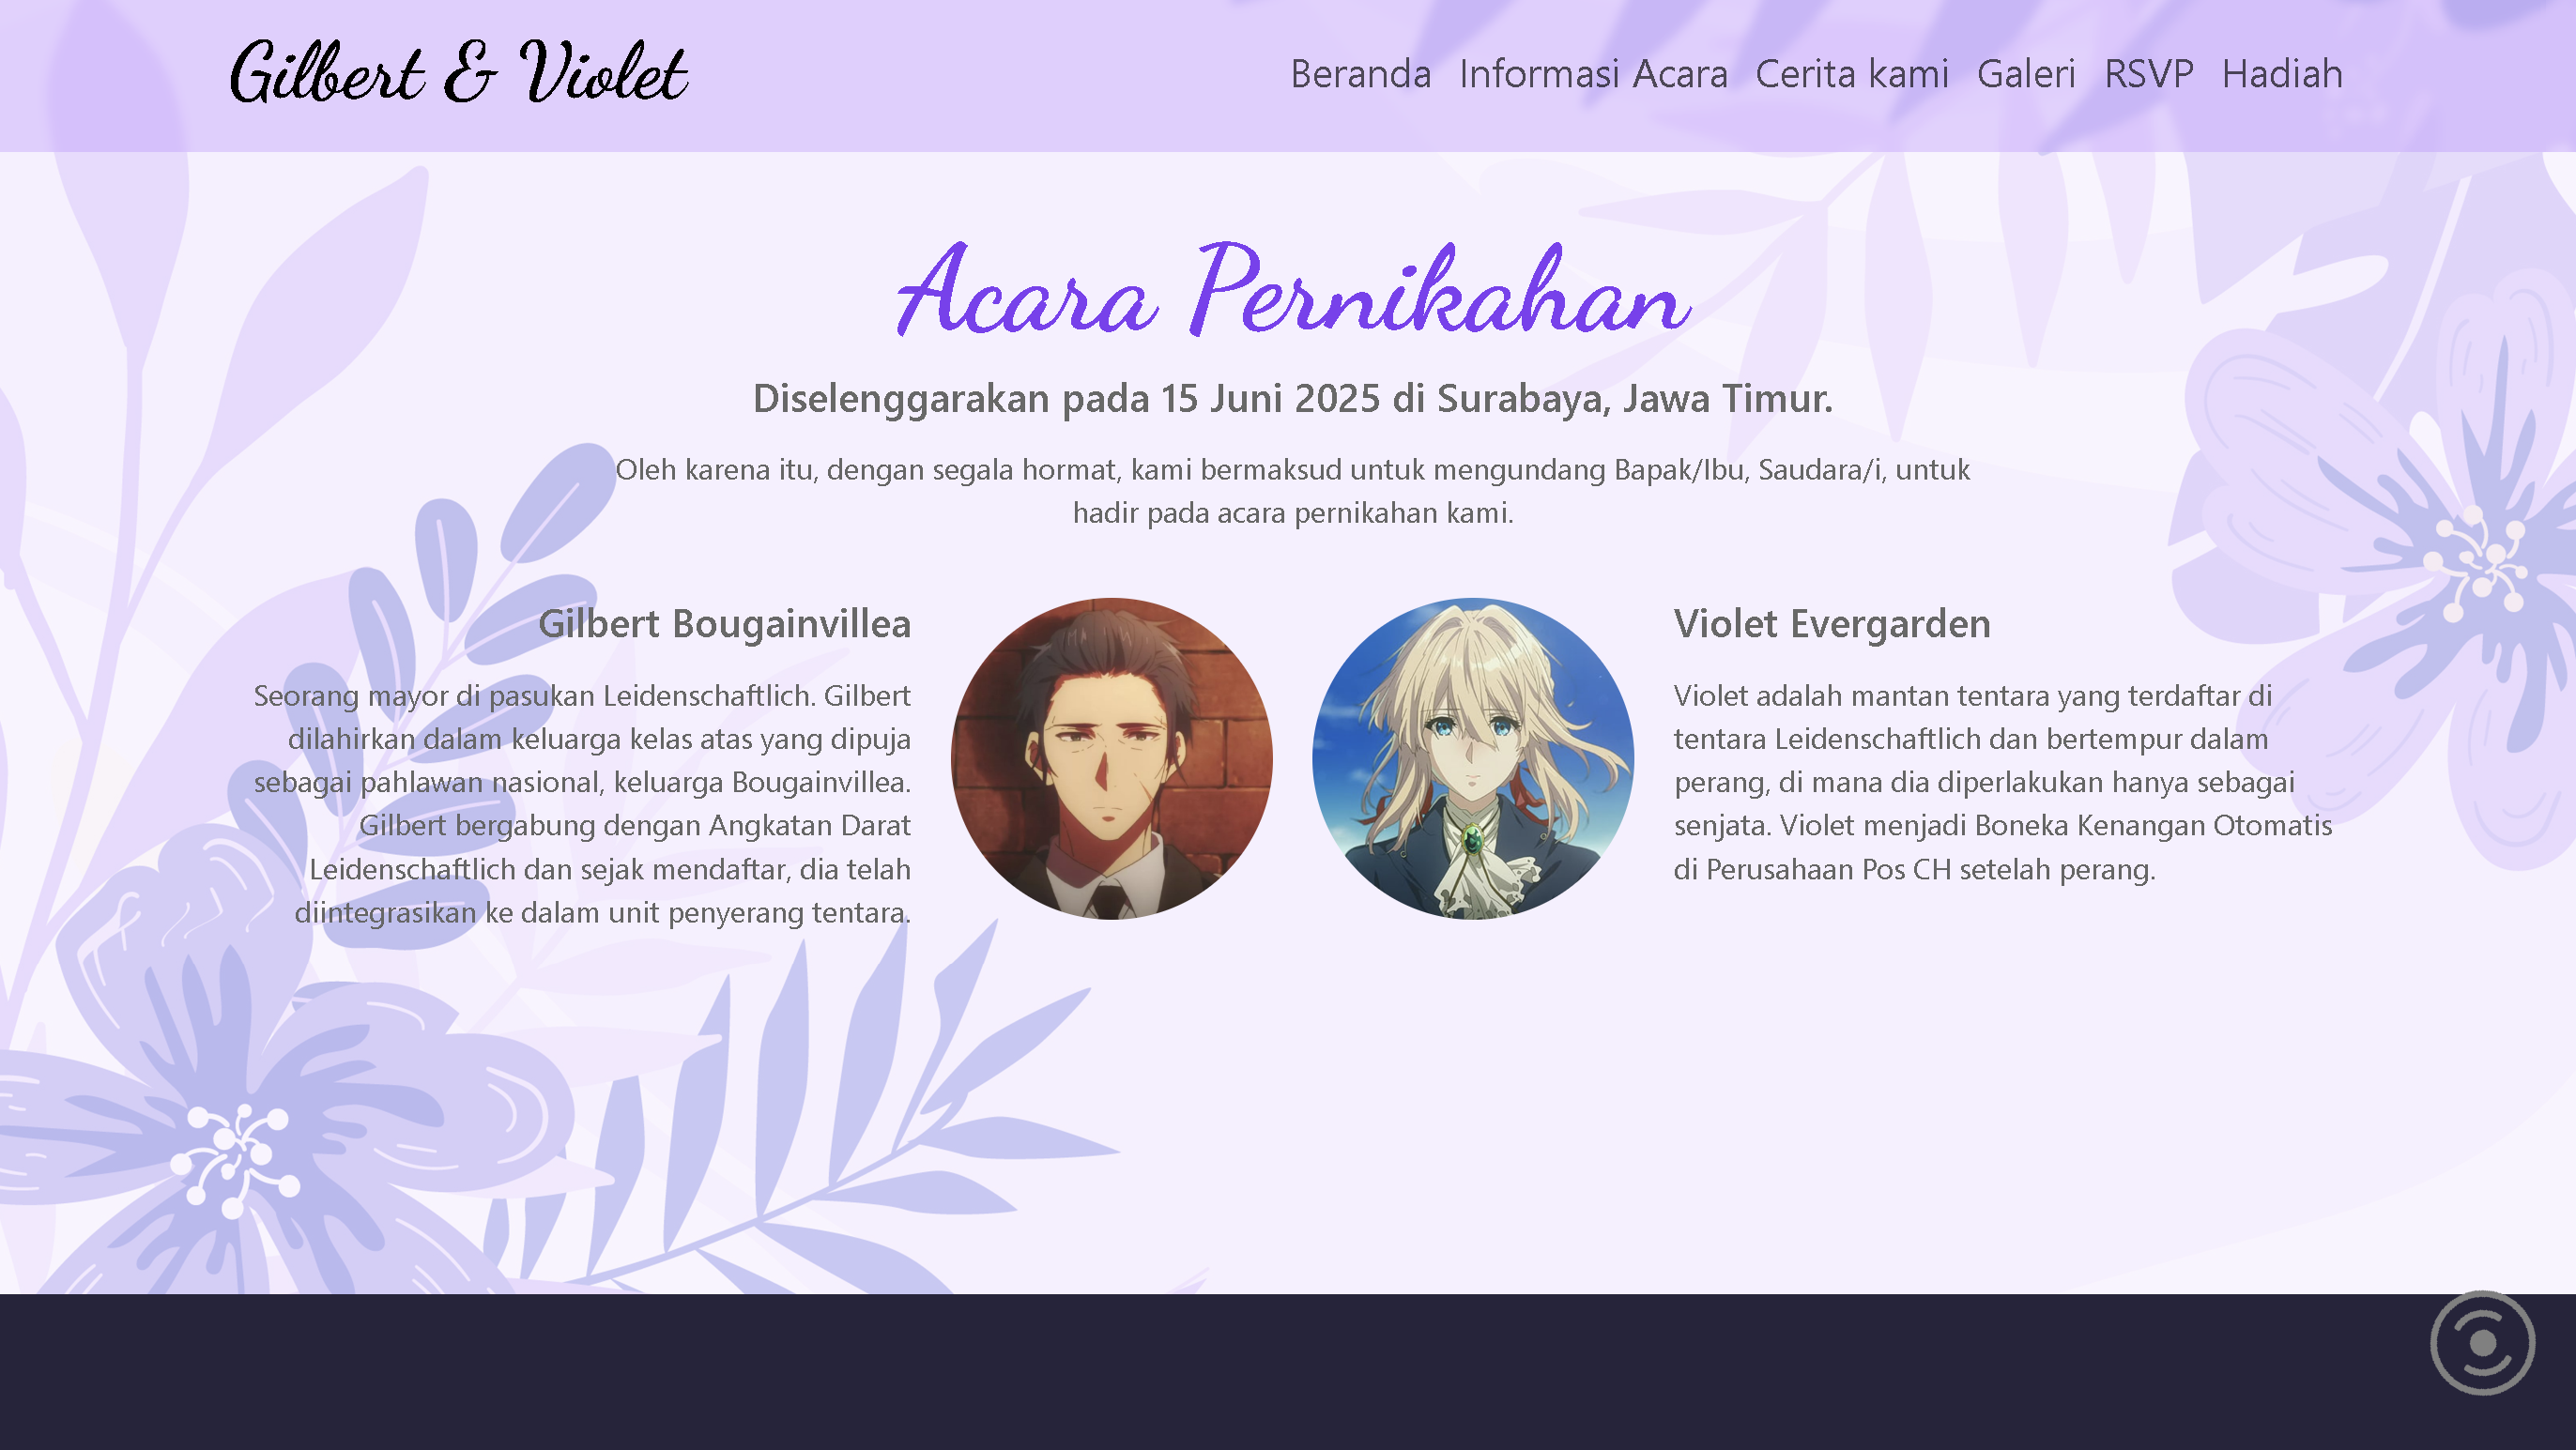 Gilbert & Violet
Beranda Informasi Acara Cerita kami Galeri RSVP Hadiah
Acara Pernikahan
Diselenggarakan pada 15 Juni 2025 di Surabaya, Jawa Timur.
Oleh karena itu, dengan segala hormat, kami bermaksud untuk mengundang Bapak/Ibu, Saudara/i, untuk
hadir pada acara pernikahan kami.
Gilbert Bougainvillea
Seorang mayor di pasukan Leidenschaftlich. Gilbert
dilahirkan dalam keluarga kelas atas yang dipuja
sebagai pahlawan nasional, keluarga Bougainvillea.
Gilbert bergabung dengan Angkatan Darat
Leidenschaftlich dan sejak mendaftar, dia telah
diintegrasikan ke dalam unit penyerang tentara.
Violet Evergarden
Violet adalah mantan tentara yang terdaftar di
tentara Leidenschaftlich dan bertempur dalam
perang, di mana dia diperlakukan hanya sebagai
senjata. Violet menjadi Boneka Kenangan Otomatis
di Perusahaan Pos CH setelah perang.